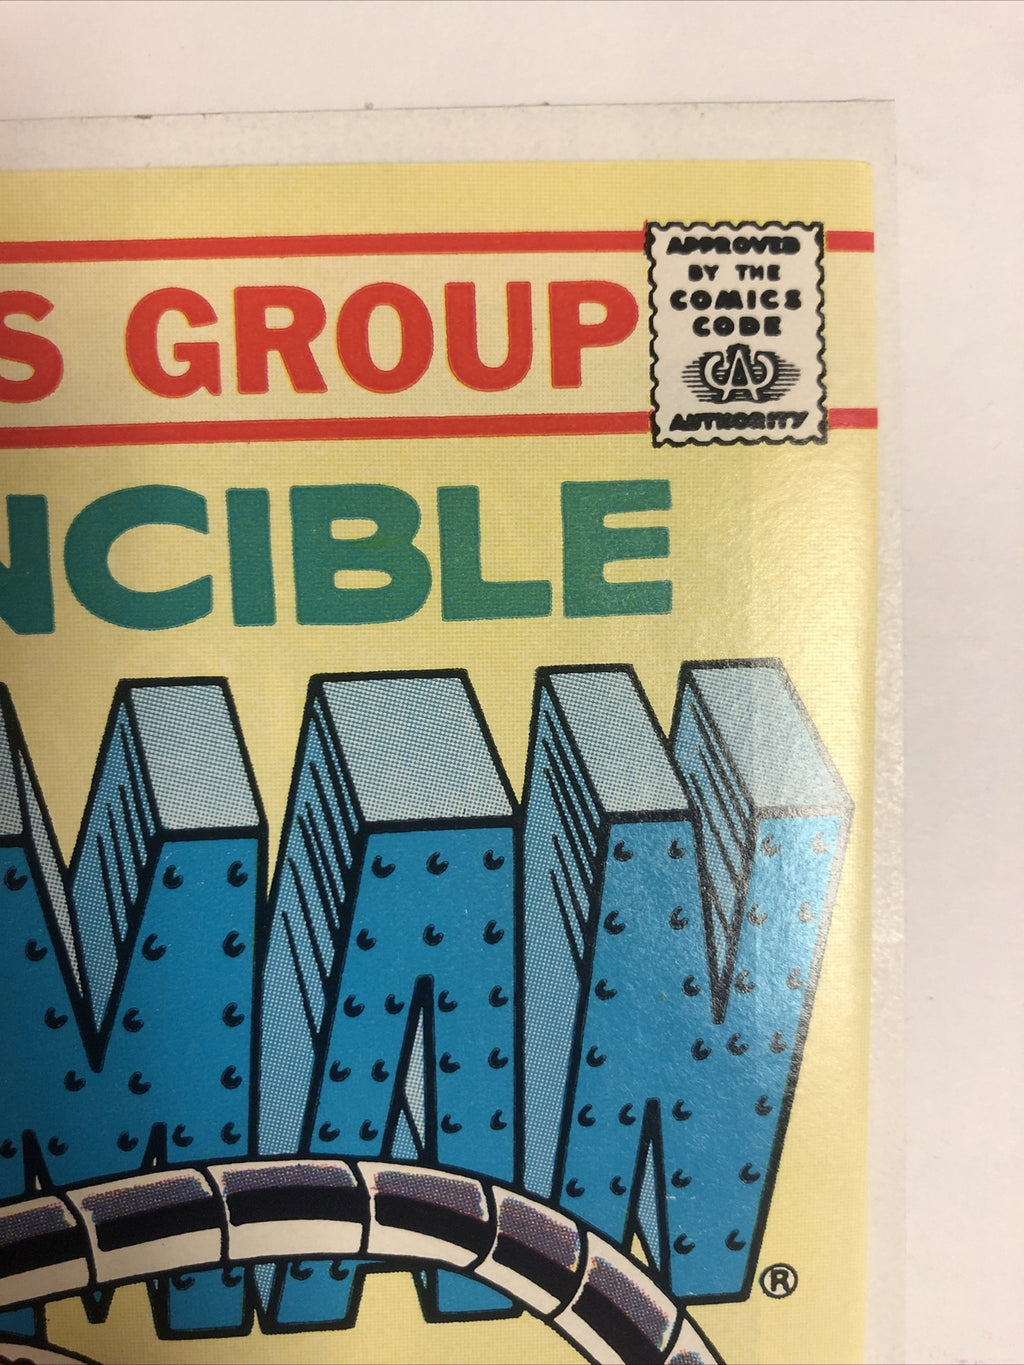 S GROUP
APPROVED
BY THE
COMICS
CODE
A
AUTHORITY
NCIBLE
MAN
®